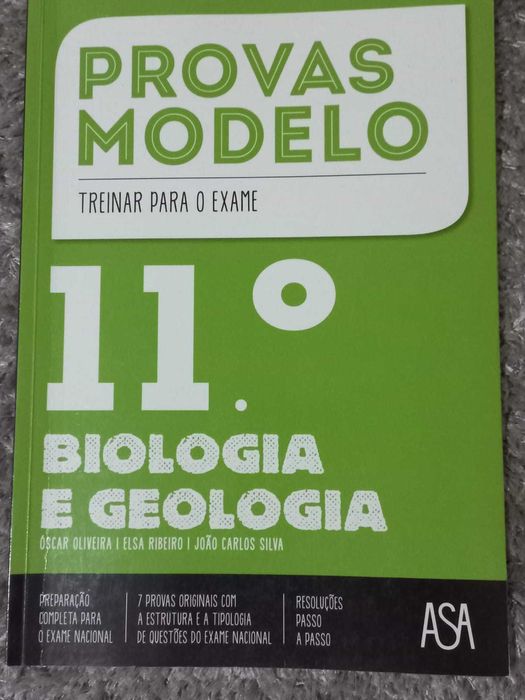 PROVAS
MODELO
TREINAR PARA O EXAME
11.º
BIOLOGIA
E GEOLOGIA
ÓSCAR OLIVEIRA | ELSA RIBEIRO | JOÃO CARLOS SILVA
PREPARAÇÃO
COMPLETA PARA
O EXAME NACIONAL
7 PROVAS ORIGINAIS COM
A ESTRUTURA E A TIPOLOGIA
DE QUESTÕES DO EXAME NACIONAL
RESOLUÇÕES
PASSO
A PASSO
ASA